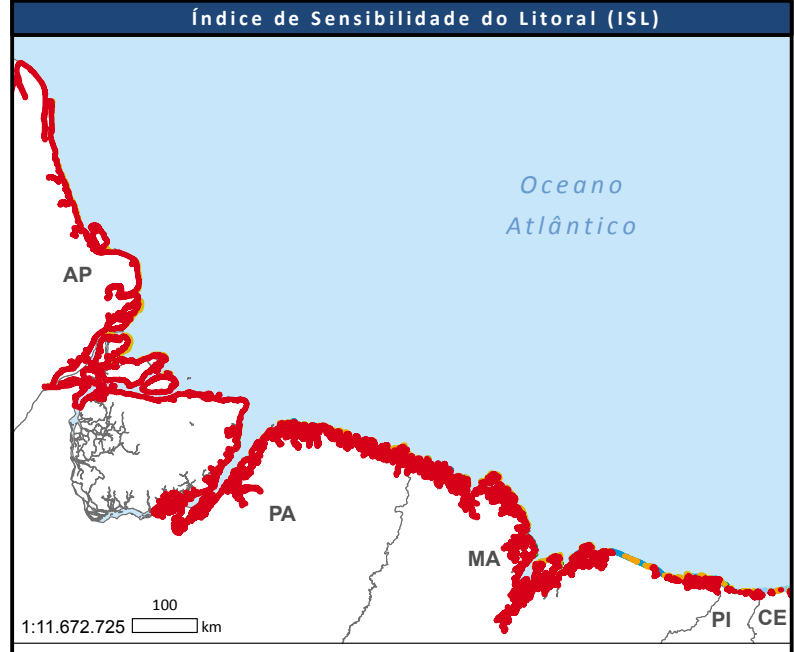 Índice de Sensibilidade do Litoral (ISL)
Oceano
Atlântico
AP
PA
MA
PI CE
100
1:11.672.725 km